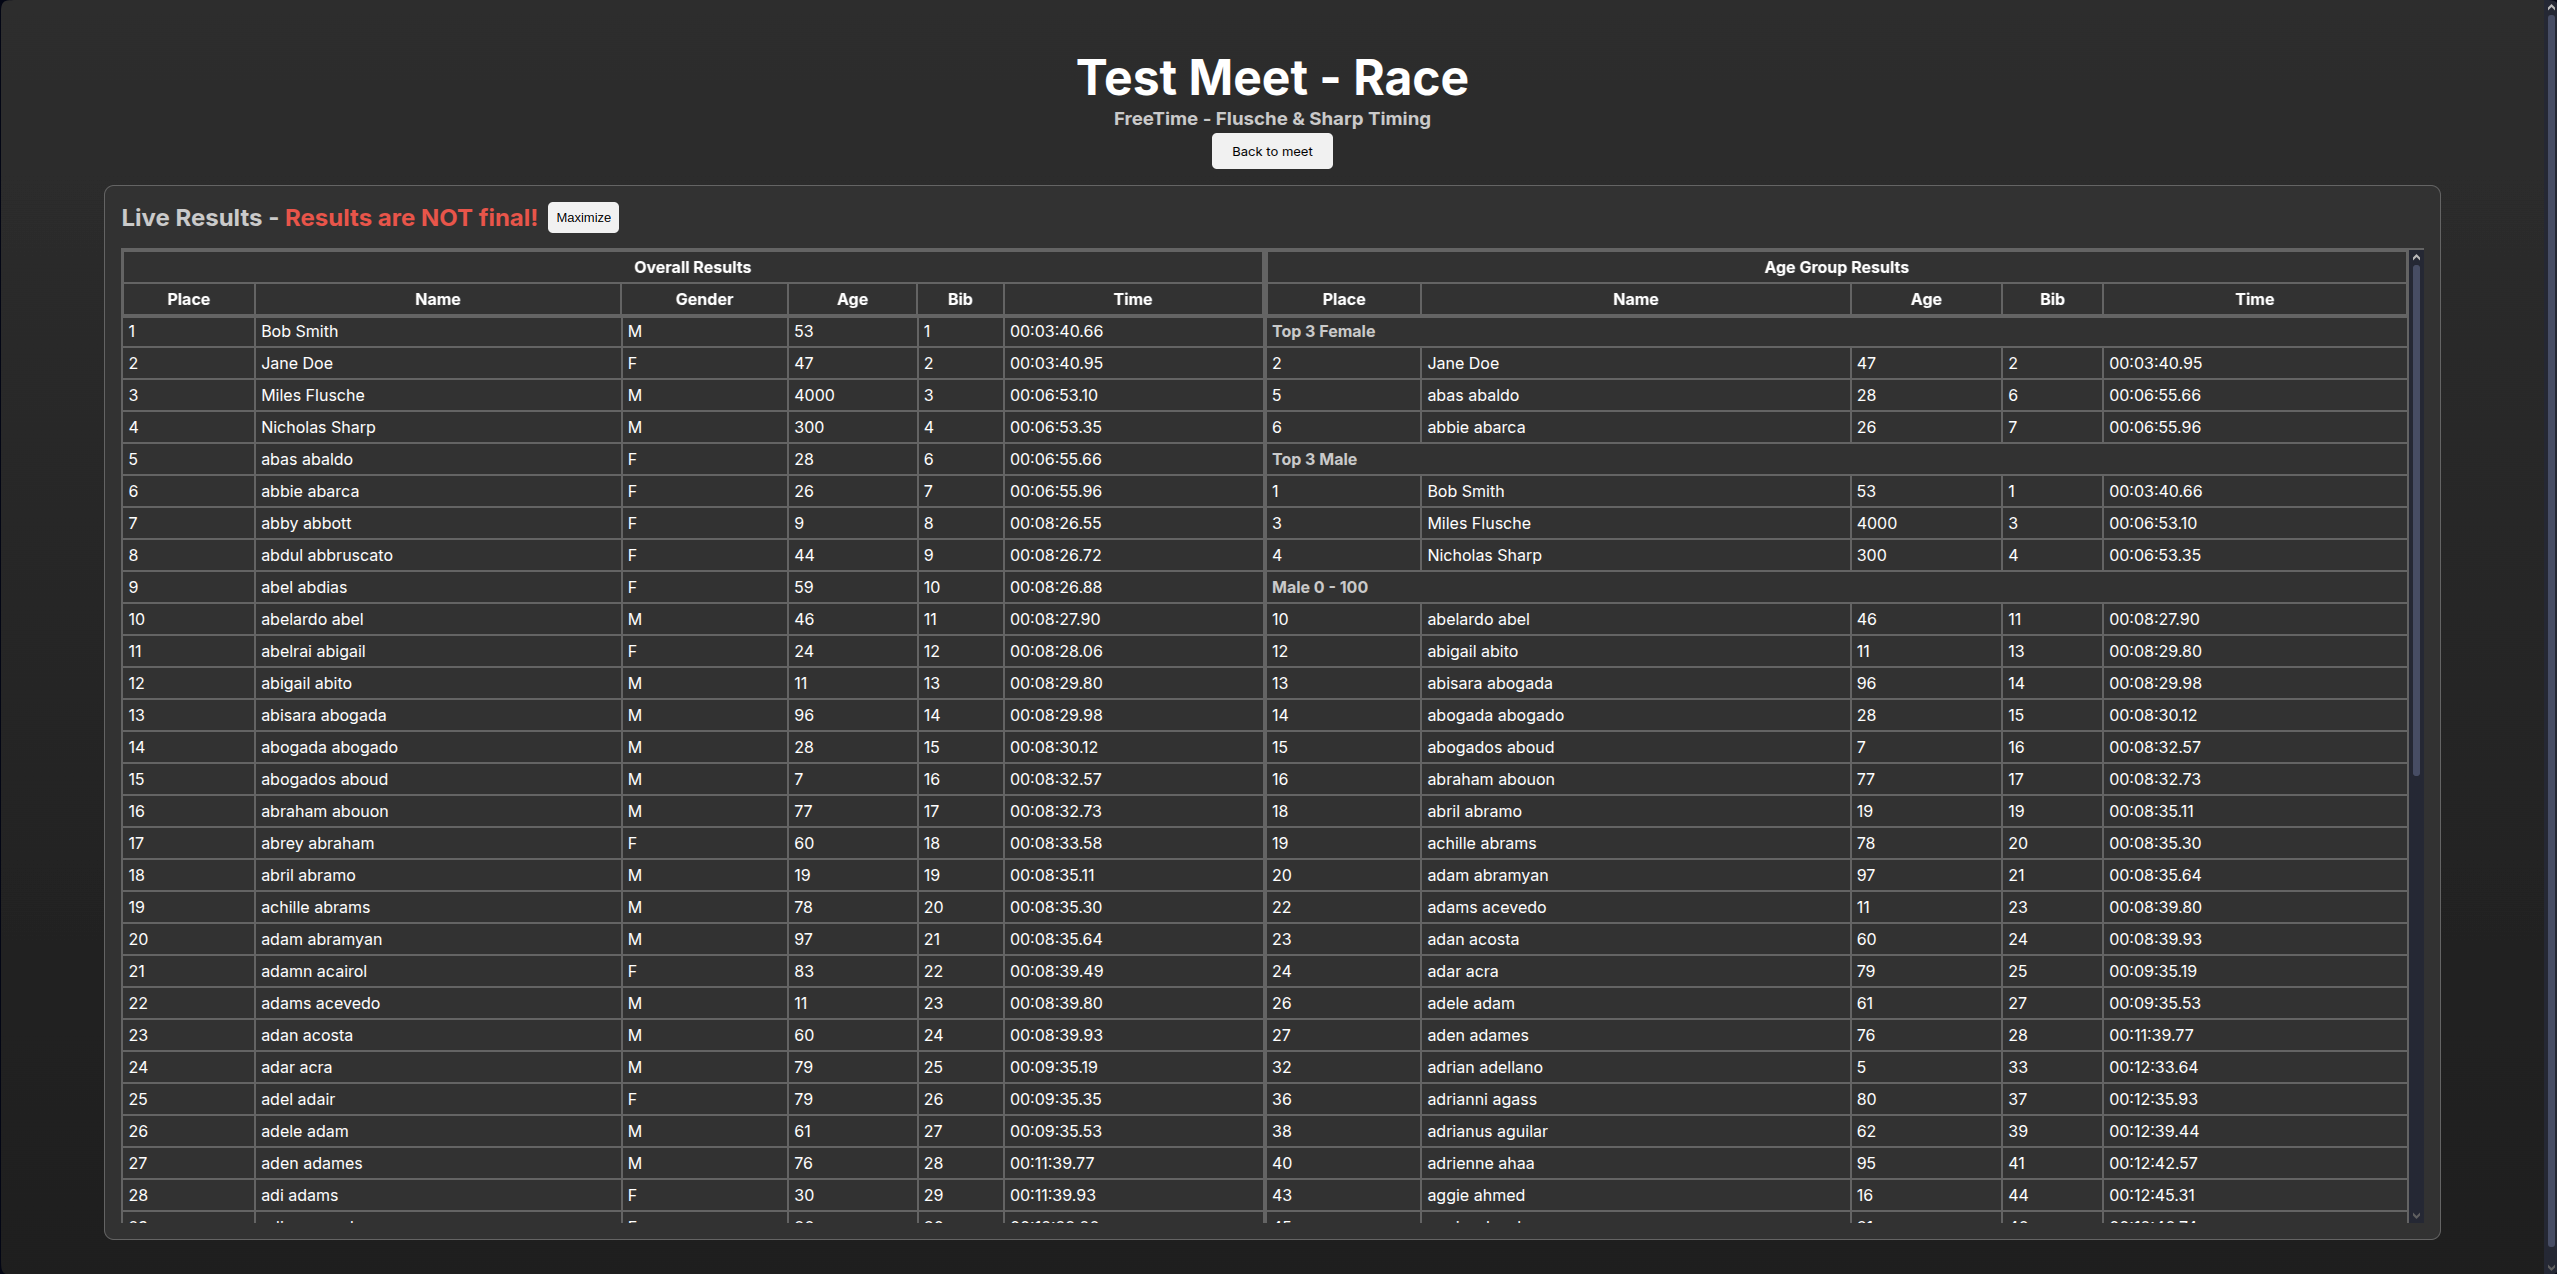 Test Meet - Race
FreeTime - Flusche & Sharp Timing
Back to meet
Live Results - Results are NOT final! Maximize
Overall Results
Place Name Gender Age Bib Time
1 Bob Smith M 53 1 00:03:40.66
2 Jane Doe F 47 2 00:03:40.95
3 Miles Flusche M 4000 3 00:06:53.10
4 Nicholas Sharp M 300 4 00:06:53.35
5 abas abaldo F 28 6 00:06:55.66
6 abbie abarca F 26 7 00:06:55.96
7 abby abbott F 9 8 00:08:26.55
8 abdul abbruscato F 44 9 00:08:26.72
9 abel abdias F 59 10 00:08:26.88
10 abelardo abel M 46 11 00:08:27.90
11 abelrai abigail F 24 12 00:08:28.06
12 abigail abito M 11 13 00:08:29.80
13 abisara abogada M 96 14 00:08:29.98
14 abogada abogado M 28 15 00:08:30.12
15 abogados aboud M 7 16 00:08:32.57
16 abraham abouon M 77 17 00:08:32.73
17 abrey abraham F 60 18 00:08:33.58
18 abril abramo M 19 19 00:08:35.11
19 achille abrams M 78 20 00:08:35.30
20 adam abramyan M 97 21 00:08:35.64
21 adamn acairol F 83 22 00:08:39.49
22 adams acevedo M 11 23 00:08:39.80
23 adan acosta M 60 24 00:08:39.93
24 adar acra M 79 25 00:09:35.19
25 adel adair F 79 26 00:09:35.35
26 adele adam M 61 27 00:09:35.53
27 aden adames M 76 28 00:11:39.77
28 adi adams F 30 29 00:11:39.93
Age Group Results
Place Name Age Bib Time
Top 3 Female
2 Jane Doe 47 2 00:03:40.95
5 abas abaldo 28 6 00:06:55.66
6 abbie abarca 26 7 00:06:55.96
Top 3 Male
1 Bob Smith 53 1 00:03:40.66
3 Miles Flusche 4000 3 00:06:53.10
4 Nicholas Sharp 300 4 00:06:53.35
Male 0 - 100
10 abelardo abel 46 11 00:08:27.90
12 abigail abito 11 13 00:08:29.80
13 abisara abogada 96 14 00:08:29.98
14 abogada abogado 28 15 00:08:30.12
15 abogados aboud 7 16 00:08:32.57
16 abraham abouon 77 17 00:08:32.73
18 abril abramo 19 19 00:08:35.11
19 achille abrams 78 20 00:08:35.30
20 adam abramyan 97 21 00:08:35.64
22 adams acevedo 11 23 00:08:39.80
23 adan acosta 60 24 00:08:39.93
24 adar acra 79 25 00:09:35.19
26 adele adam 61 27 00:09:35.53
27 aden adames 76 28 00:11:39.77
32 adrian adellano 5 33 00:12:33.64
36 adrianni agass 80 37 00:12:35.93
38 adrianus aguilar 62 39 00:12:39.44
40 adrienne ahaa 95 41 00:12:42.57
43 aggie ahmed 16 44 00:12:45.31